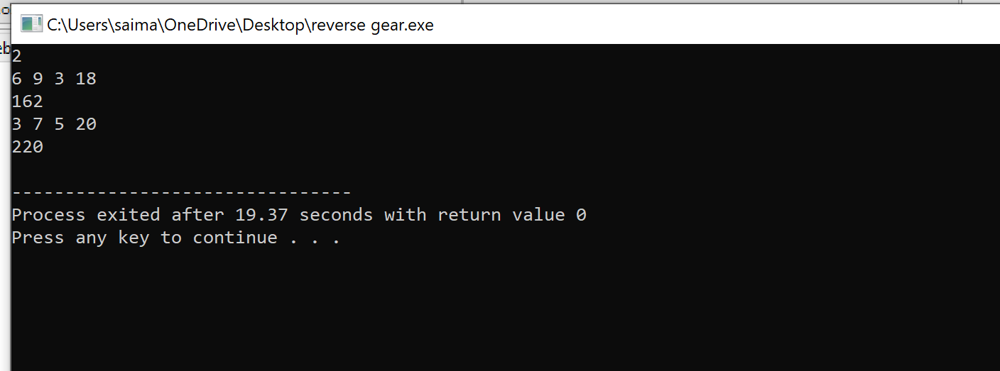 C:\Users\saima\OneDrive\Desktop\reverse gear.exe
2
6 9 3 18
162
3 7 5 20
220
--------------------------------
Process exited after 19.37 seconds with return value 0
Press any key to continue . . .